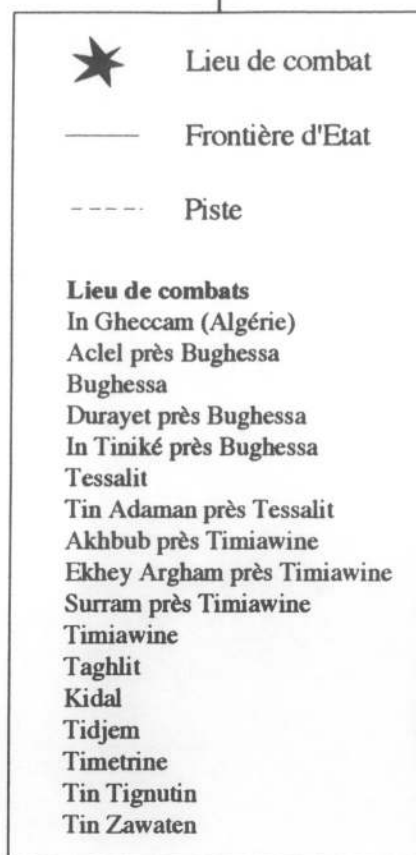 Lieu de combat
Frontière d'Etat
Piste
Lieu de combats
In Gheccam (Algérie)
Aclel près Bughessa
Bughessa
Durayet près Bughessa
In Tiniké près Bughessa
Tessalit
Tin Adaman près Tessalit
Akhbub près Timiawine
Ekhey Argham près Timiawine
Surram près Timiawine
Timiawine
Taghlit
Kidal
Tidjem
Timetrine
Tin Tignutin
Tin Zawaten